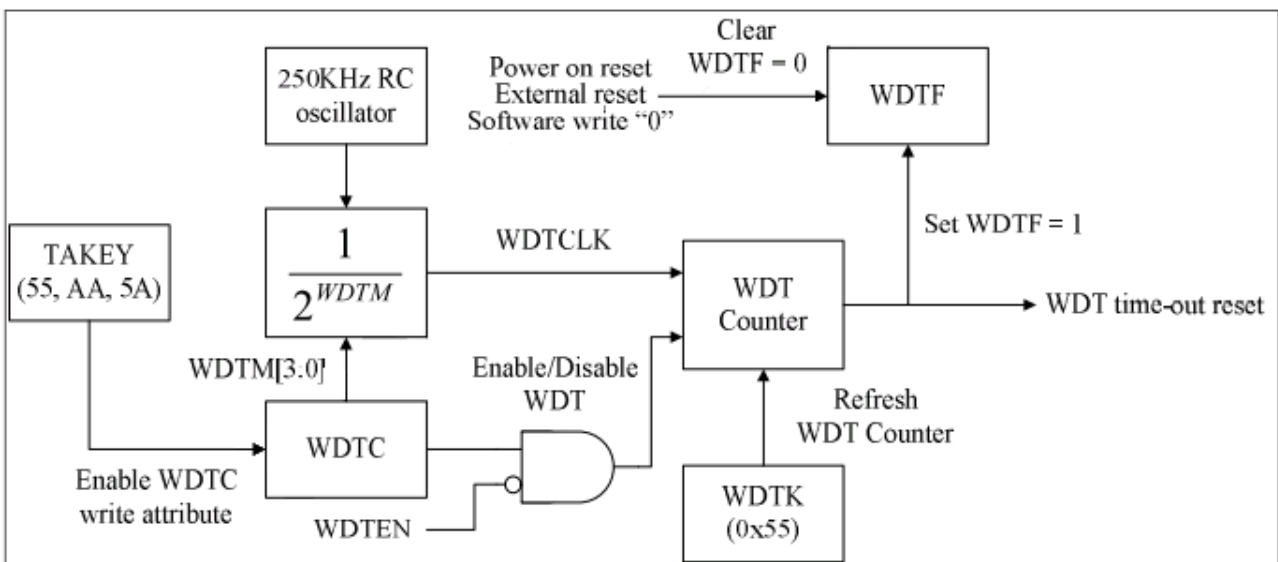 250KHz RC
oscillator
Power on reset
External reset
Software write “0”
Clear
WDTF = 0
WDTF
TAKEY
(55, AA, 5A)
1
2^WDTM
WDTCLK
WDT
Counter
Set WDTF = 1
WDT time-out reset
WDTM[3.0]
Enable/Disable
WDT
Refresh
WDT Counter
WDTC
Enable WDTC
write attribute
WDTEN
WDTK
(0x55)